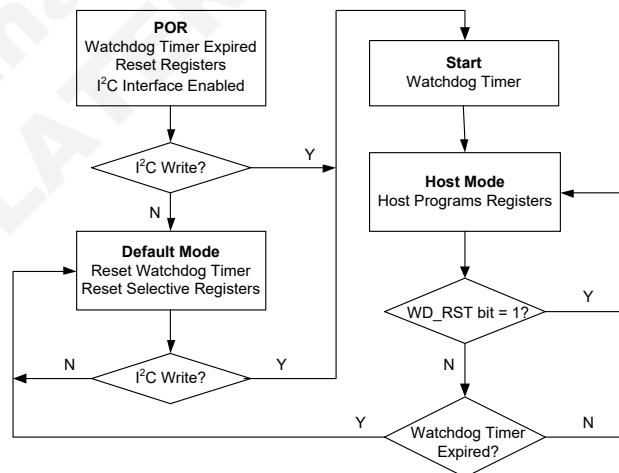 POR
Watchdog Timer Expired
Reset Registers
I²C Interface Enabled
I²C Write?
Y
N
Default Mode
Reset Watchdog Timer
Reset Selective Registers
I²C Write?
N
Y
Start
Watchdog Timer
Host Mode
Host Programs Registers
WD_RST bit = 1?
Y
N
Watchdog Timer
Expired?
Y
N